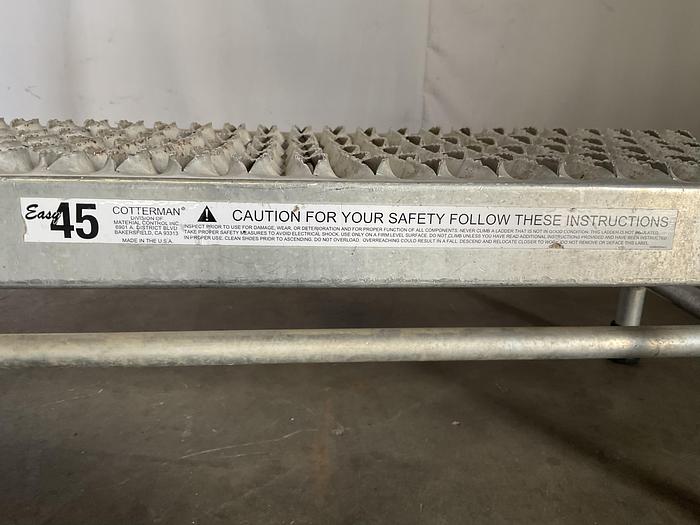 Easy 45
COTTERMAN®
DIVISION OF
MATERIAL CONTROL INC.
6901 A. DISTRICT BLVD
BAKERSFIELD, CA 93313
MADE IN THE U.S.A.
CAUTION FOR YOUR SAFETY FOLLOW THESE INSTRUCTIONS
INSPECT PRIOR TO USE FOR DAMAGE, WEAR, OR DETERIORATION AND FOR PROPER FUNCTION OF ALL COMPONENTS. NEVER CLIMB A LADDER THAT IS NOT IN GOOD CONDITION. THIS LADDER IS NOT INSULATED.
TAKE PROPER SAFETY MEASURES TO AVOID ELECTRICAL SHOCK. USE ONLY ON A FIRM LEVEL SURFACE. DO NOT CLIMB UNLESS YOU HAVE READ ADDITIONAL INSTRUCTIONS PROVIDED AND HAVE BEEN INSTRUCTED
IN PROPER USE. CLEAN SHOES PRIOR TO ASCENDING. DO NOT OVERLOAD. OVERREACHING COULD RESULT IN A FALL, DESCEND AND RELOCATE CLOSER TO WORK. DO NOT REMOVE OR DEFACE THIS LABEL.